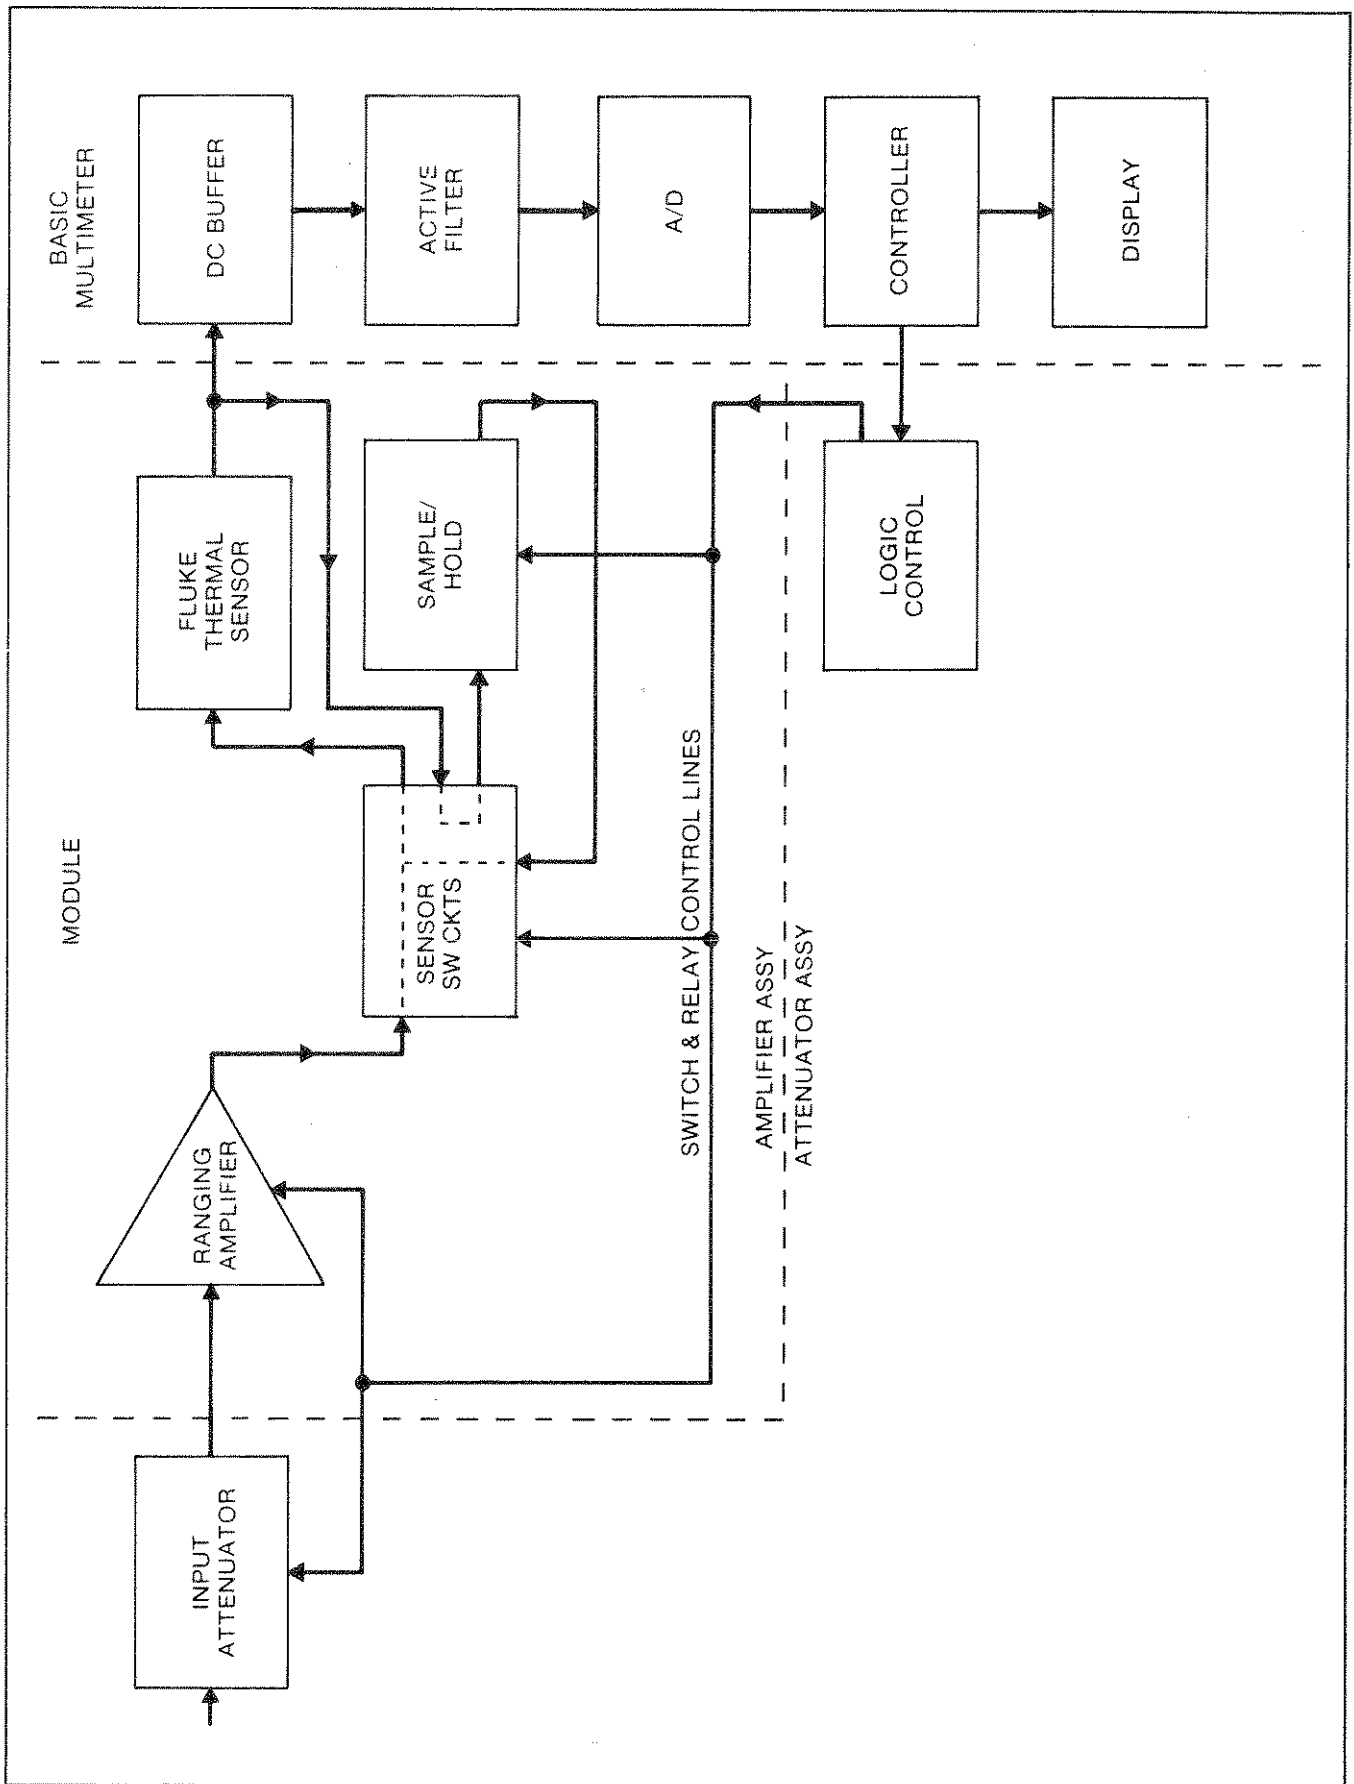 MODULE
BASIC
MULTIMETER
INPUT
ATTENUATOR
RANGING
AMPLIFIER
SENSOR
SW CKTS
FLUKE
THERMAL
SENSOR
SAMPLE/
HOLD
DC BUFFER
ACTIVE
FILTER
A/D
CONTROLLER
DISPLAY
SWITCH & RELAY CONTROL LINES
AMPLIFIER ASSY
ATTENUATOR ASSY
LOGIC
CONTROL